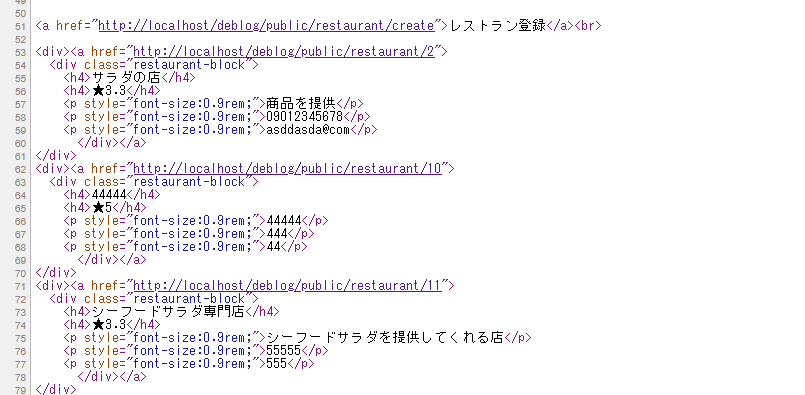 49
50
51 <a href="http://localhost/deblog/public/restaurant/create">レストラン登録</a><br>
52
53 <div><a href="http://localhost/deblog/public/restaurant/2">
54 <div class="restaurant-block">
55 <h4>サラダの店</h4>
56 <h4>★3.3</h4>
57 <p style="font-size:0.9rem;">商品を提供</p>
58 <p style="font-size:0.9rem;">09012345678</p>
59 <p style="font-size:0.9rem;">asddasda@com</p>
60 </div></a>
61 </div>
62 <div><a href="http://localhost/deblog/public/restaurant/10">
63 <div class="restaurant-block">
64 <h4>44444</h4>
65 <h4>★5</h4>
66 <p style="font-size:0.9rem;">44444</p>
67 <p style="font-size:0.9rem;">444</p>
68 <p style="font-size:0.9rem;">44</p>
69 </div></a>
70 </div>
71 <div><a href="http://localhost/deblog/public/restaurant/11">
72 <div class="restaurant-block">
73 <h4>シーフードサラダ専門店</h4>
74 <h4>★3.3</h4>
75 <p style="font-size:0.9rem;">シーフードサラダを提供してくれる店</p>
76 <p style="font-size:0.9rem;">55555</p>
77 <p style="font-size:0.9rem;">555</p>
78 </div></a>
79 </div>